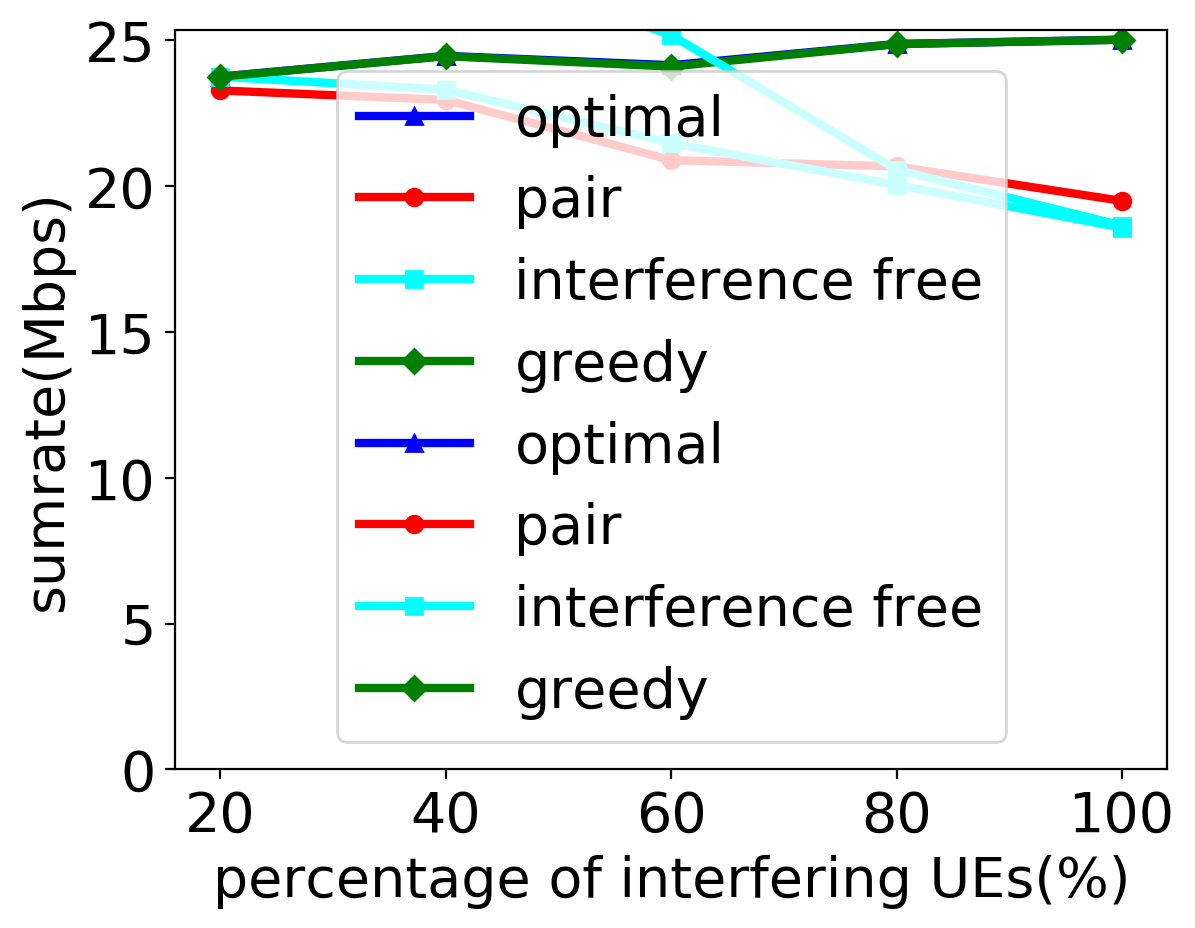 25
20
15
10
5
0
sumrate(Mbps)
optimal
pair
interference free
greedy
optimal
pair
interference free
greedy
20 40 60 80 100
percentage of interfering UEs(%)